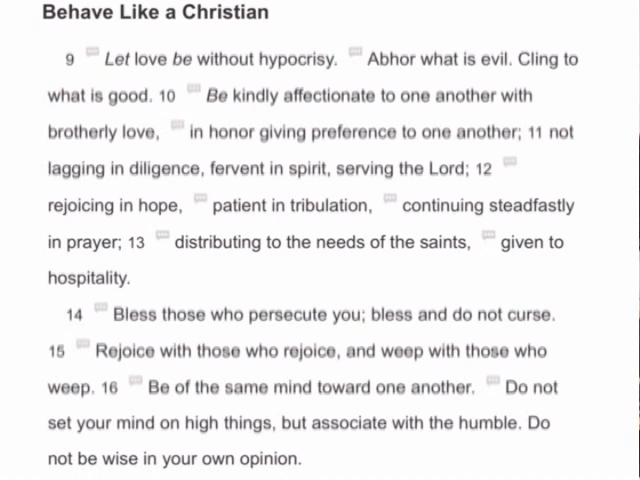 Behave Like a Christian
9 Let love be without hypocrisy. Abhor what is evil. Cling to
what is good. 10 Be kindly affectionate to one another with
brotherly love, in honor giving preference to one another; 11 not
lagging in diligence, fervent in spirit, serving the Lord; 12
rejoicing in hope, patient in tribulation, continuing steadfastly
in prayer; 13 distributing to the needs of the saints, given to
hospitality.
14 Bless those who persecute you; bless and do not curse.
15 Rejoice with those who rejoice, and weep with those who
weep. 16 Be of the same mind toward one another. Do not
set your mind on high things, but associate with the humble. Do
not be wise in your own opinion.